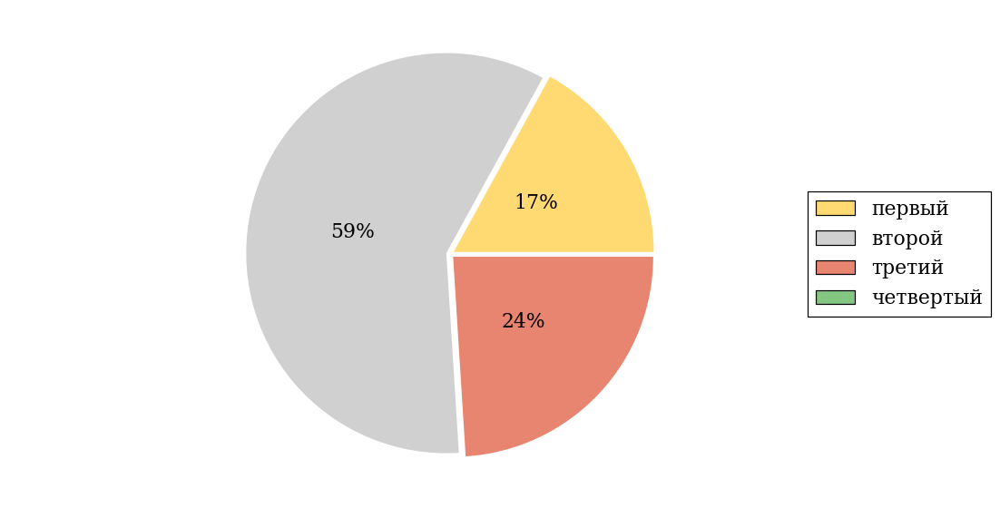 17%
59%
24%
первый
второй
третий
четвертый